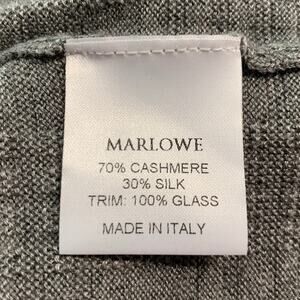 MARLOWE
70% CASHMERE
30% SILK
TRIM: 100% GLASS
MADE IN ITALY